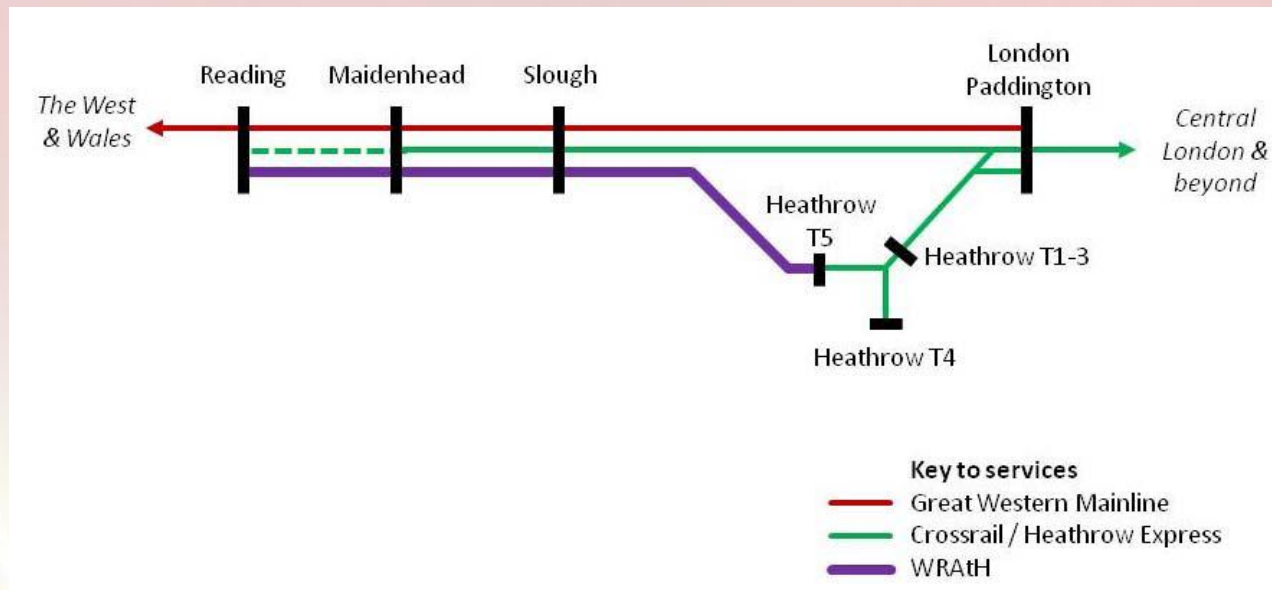 Reading
Maidenhead
Slough
London
Paddington
The West
& Wales
Central
London &
beyond
Heathrow
T5
Heathrow T1-3
Heathrow T4
Key to services
Great Western Mainline
Crossrail / Heathrow Express
WRAtH